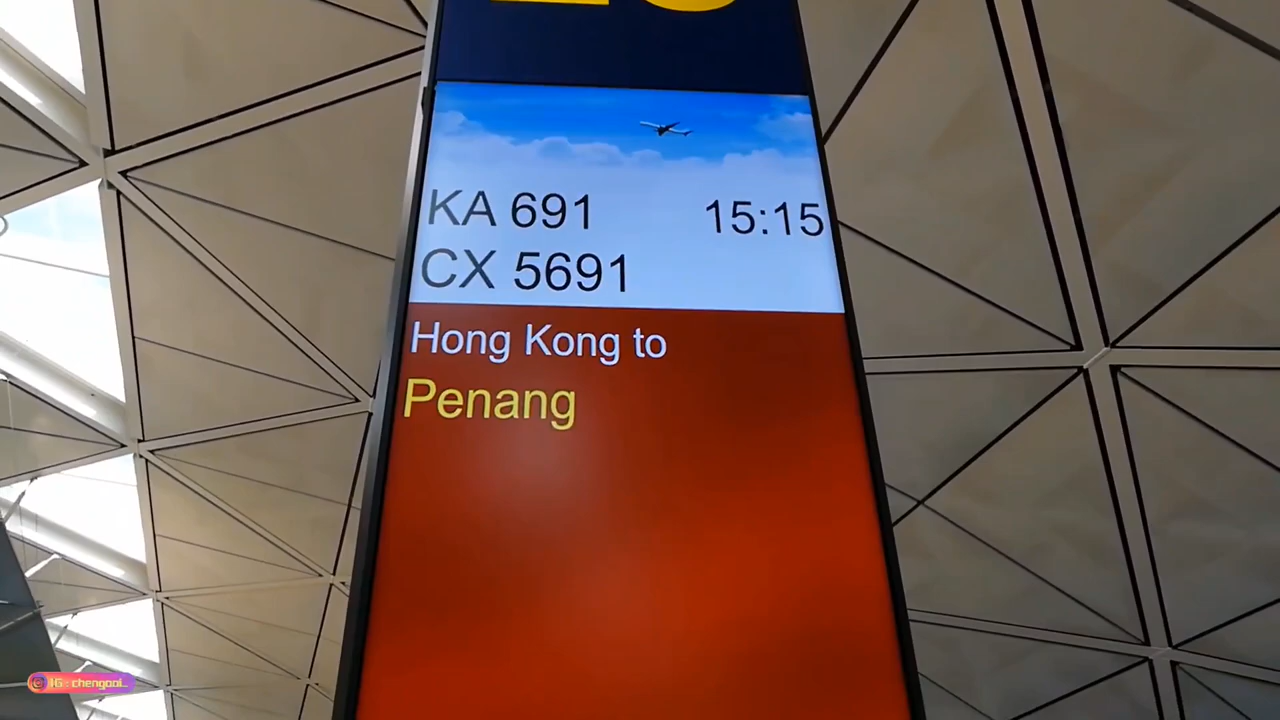 KA 691 15:15
CX 5691
Hong Kong to
Penang
IG : chengooi_